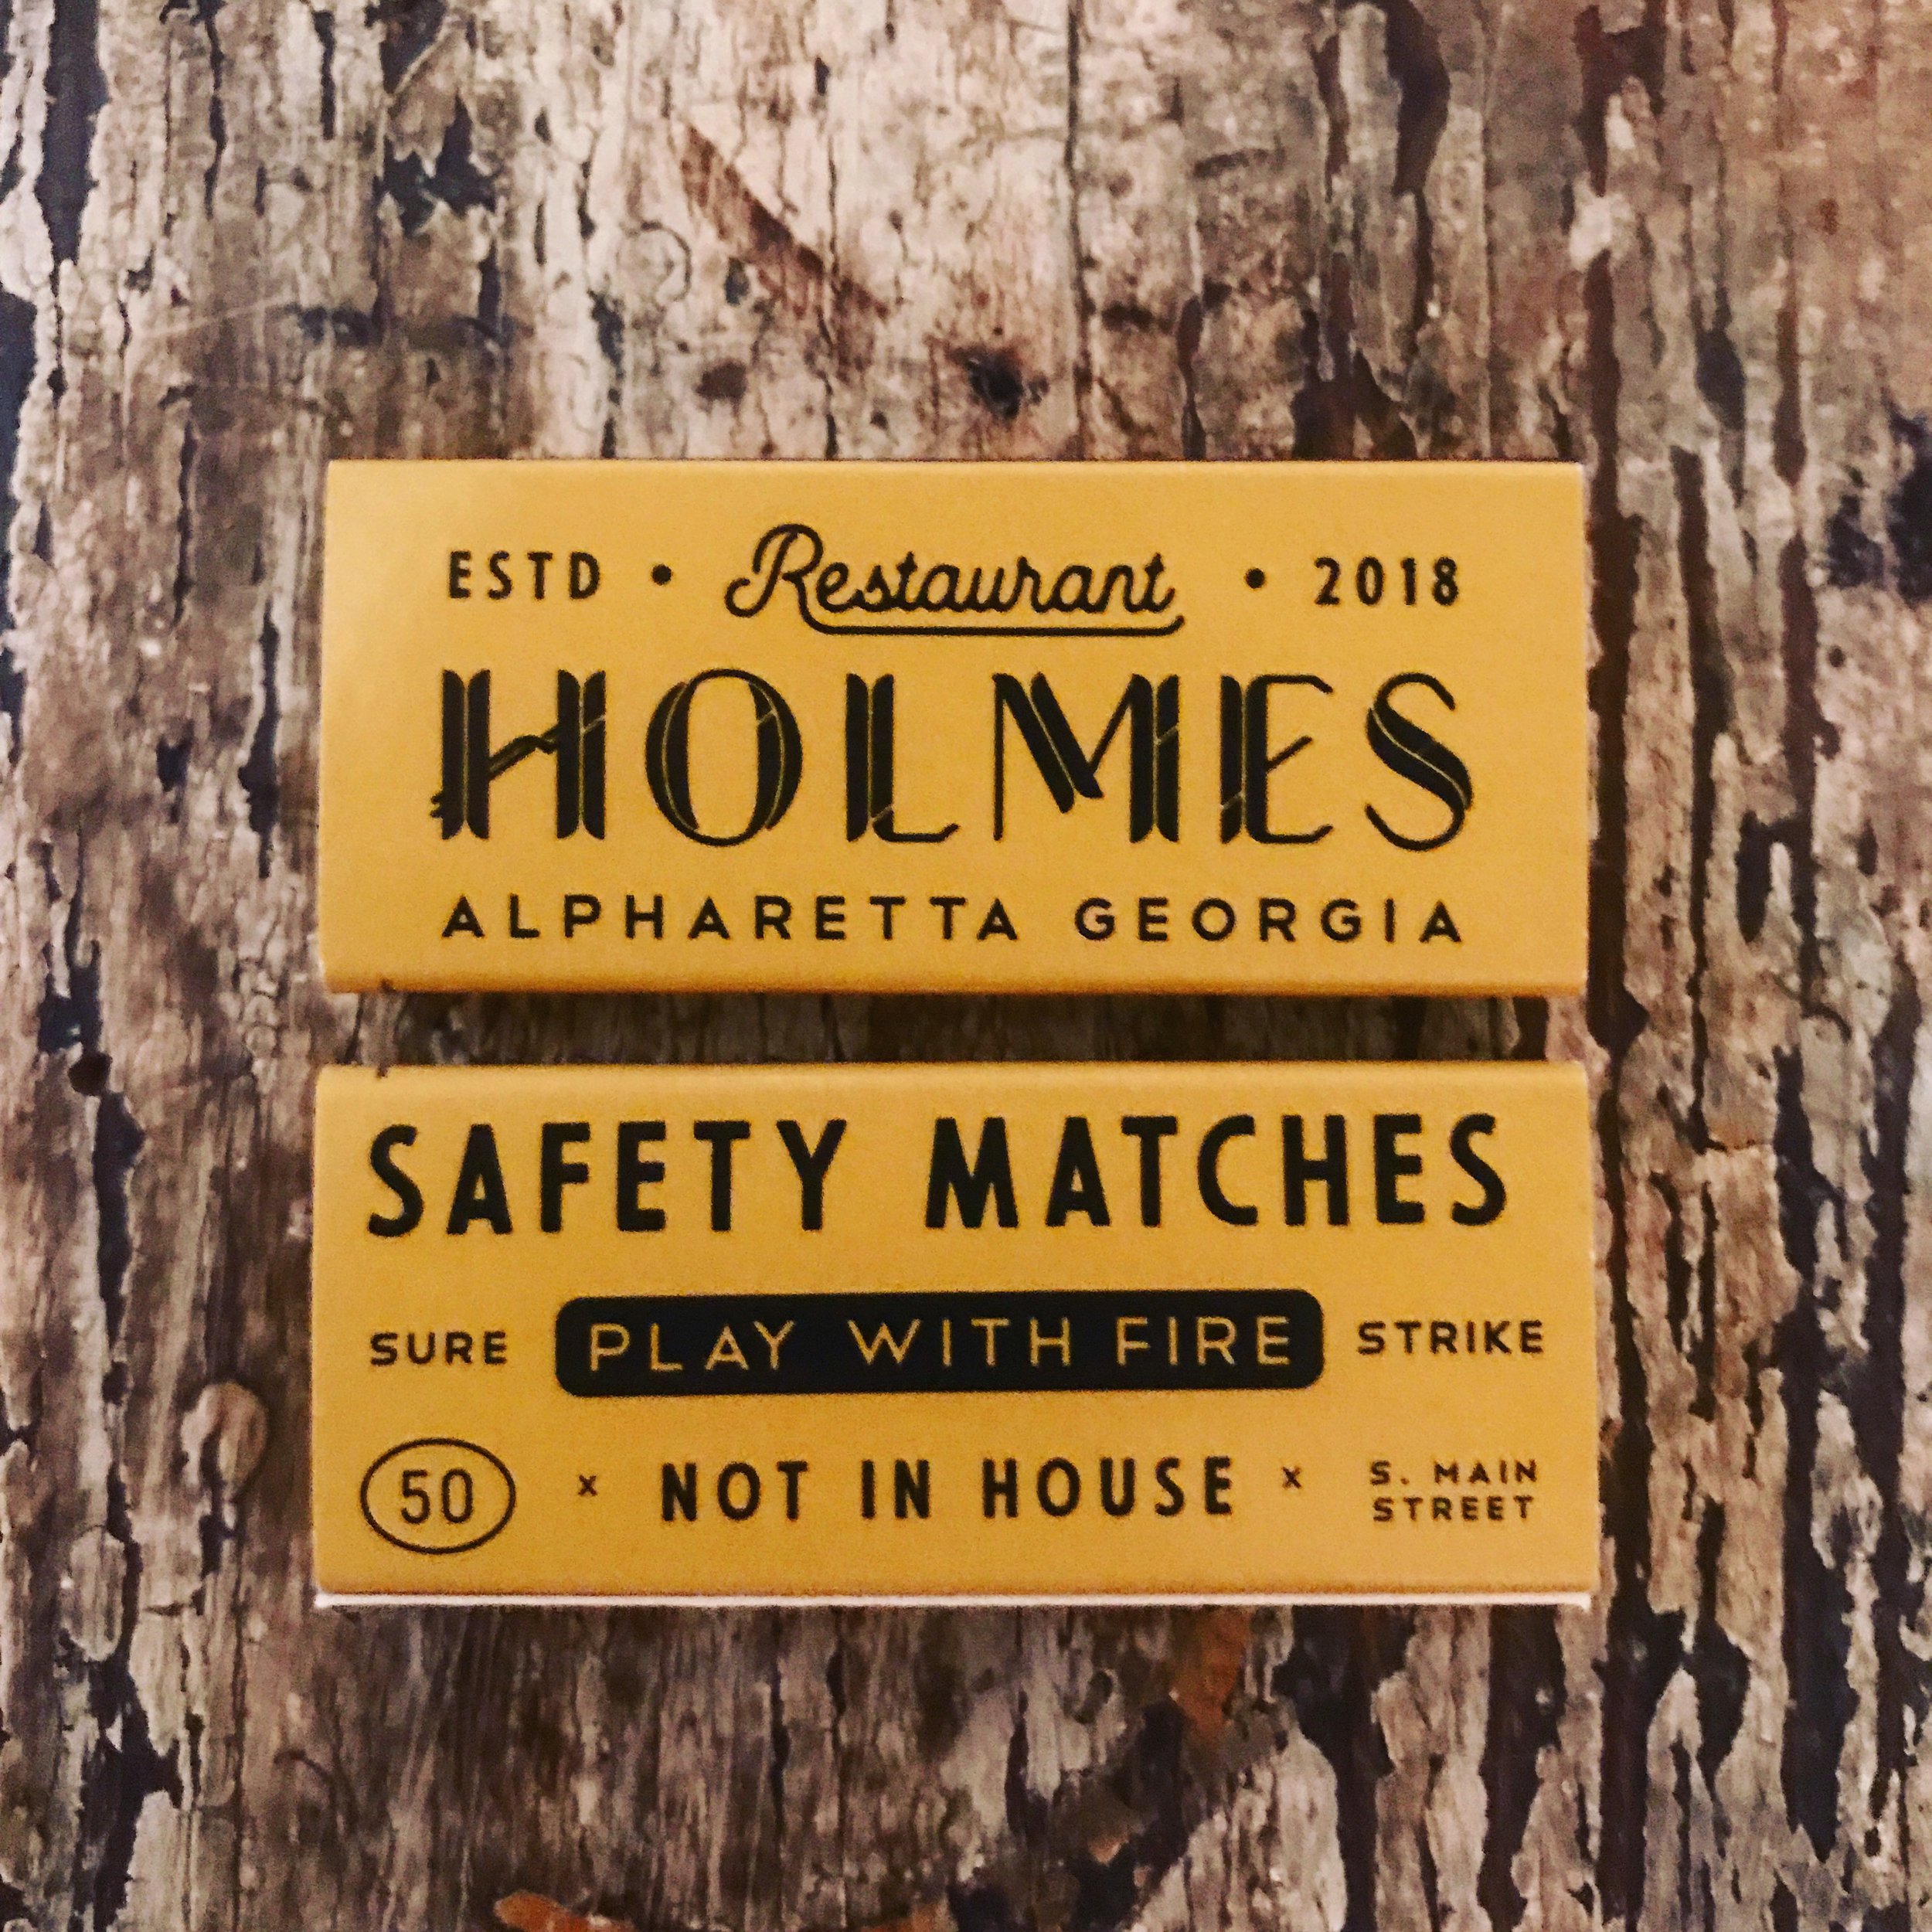 ESTD • Restaurant • 2018
HOLMES
ALPHARETTA GEORGIA
SAFETY MATCHES
SURE PLAY WITH FIRE STRIKE
50 x NOT IN HOUSE x S. MAIN
STREET